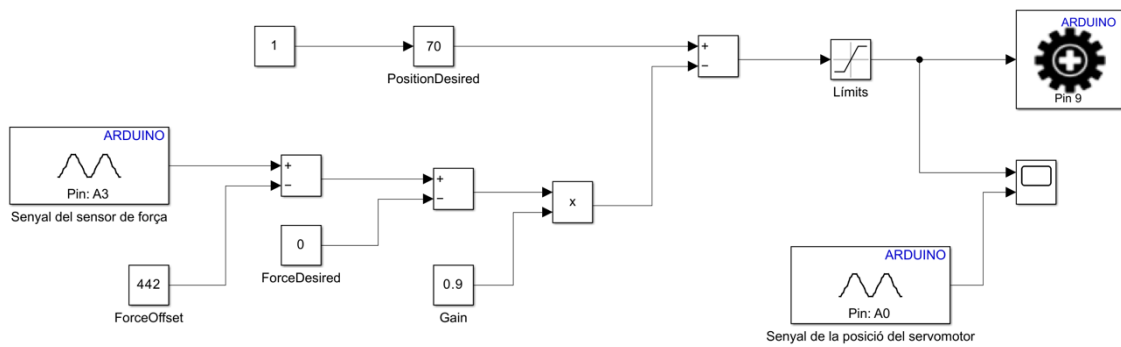 1
70
PositionDesired
+
−
Límits
ARDUINO
Pin 9
ARDUINO
Pin: A3
Senyal del sensor de força
+
−
+
−
x
0
ForceDesired
442
ForceOffset
0.9
Gain
ARDUINO
Pin: A0
Senyal de la posició del servomotor